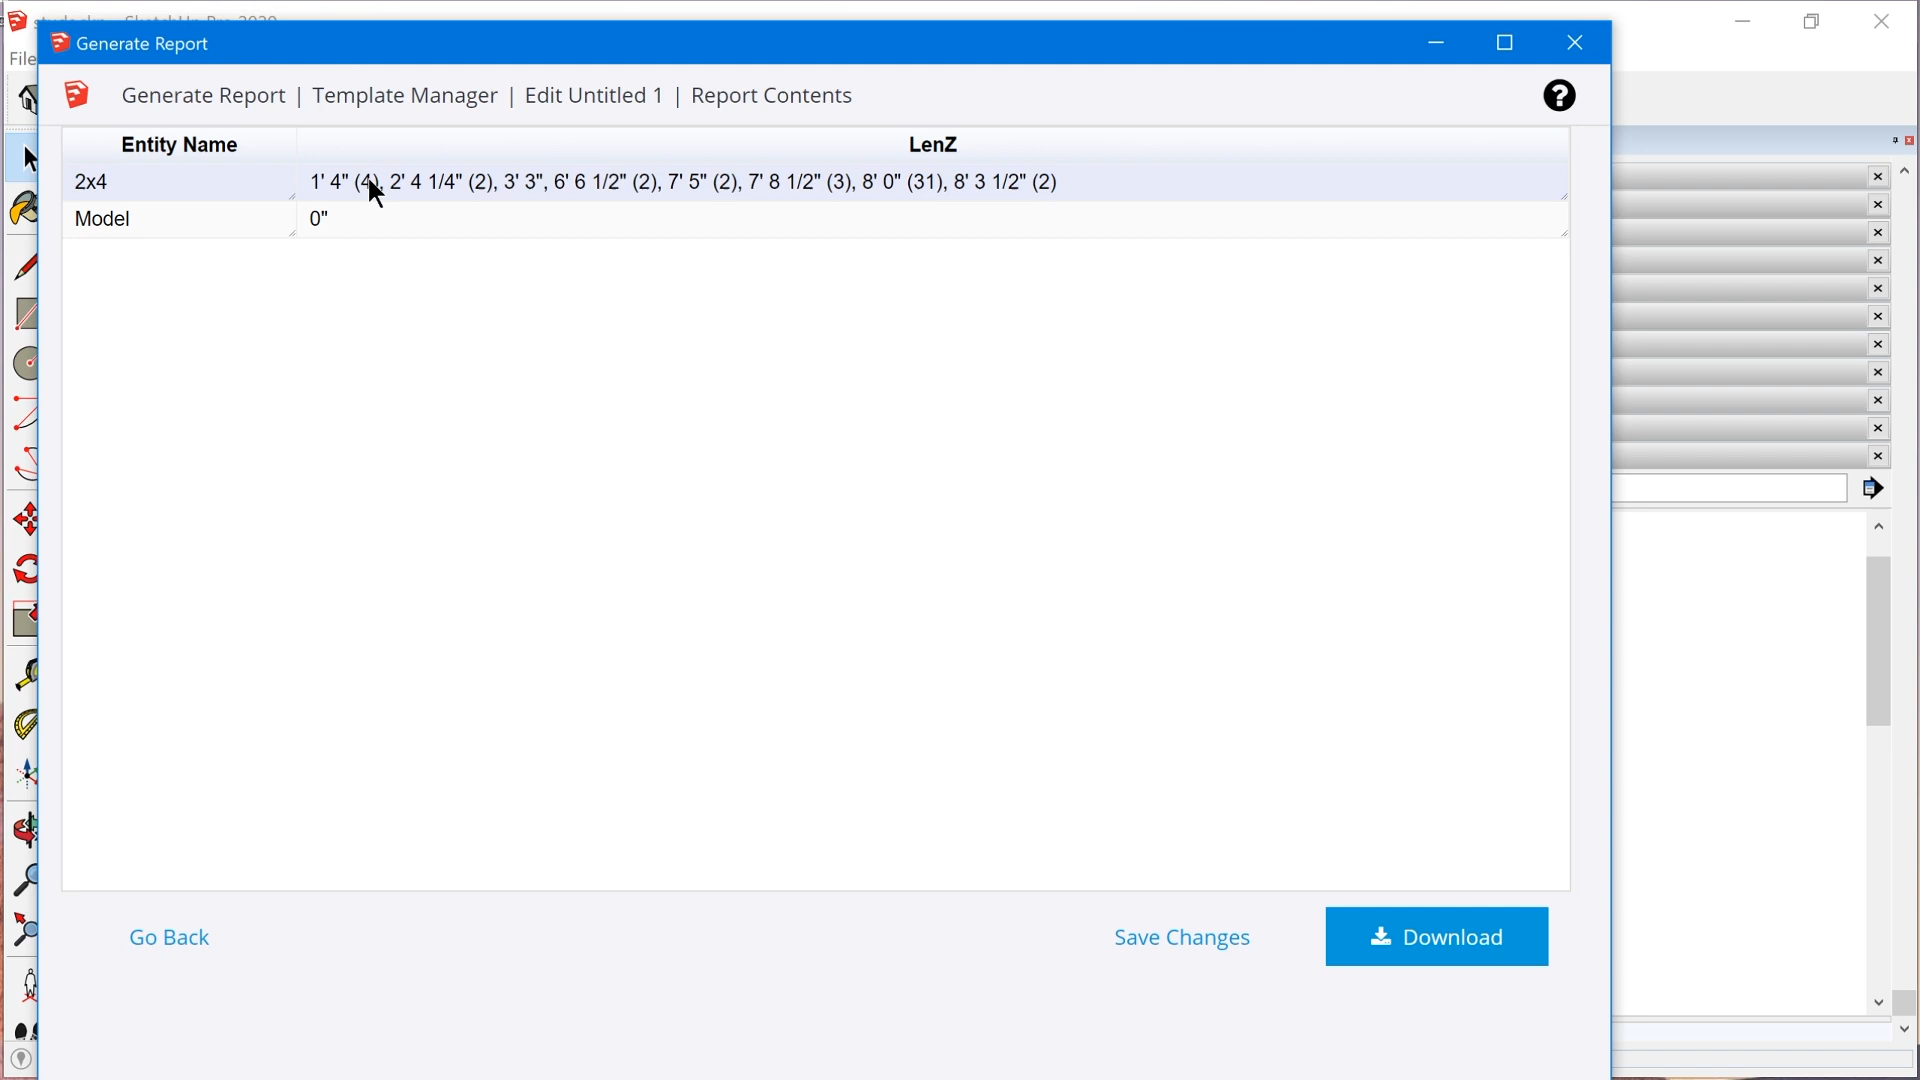 Generate Report
File
Generate Report | Template Manager | Edit Untitled 1 | Report Contents
?
Entity Name LenZ
2x4 1' 4" (4), 2' 4 1/4" (2), 3' 3", 6' 6 1/2" (2), 7' 5" (2), 7' 8 1/2" (3), 8' 0" (31), 8' 3 1/2" (2)
Model 0"
Go Back Save Changes Download